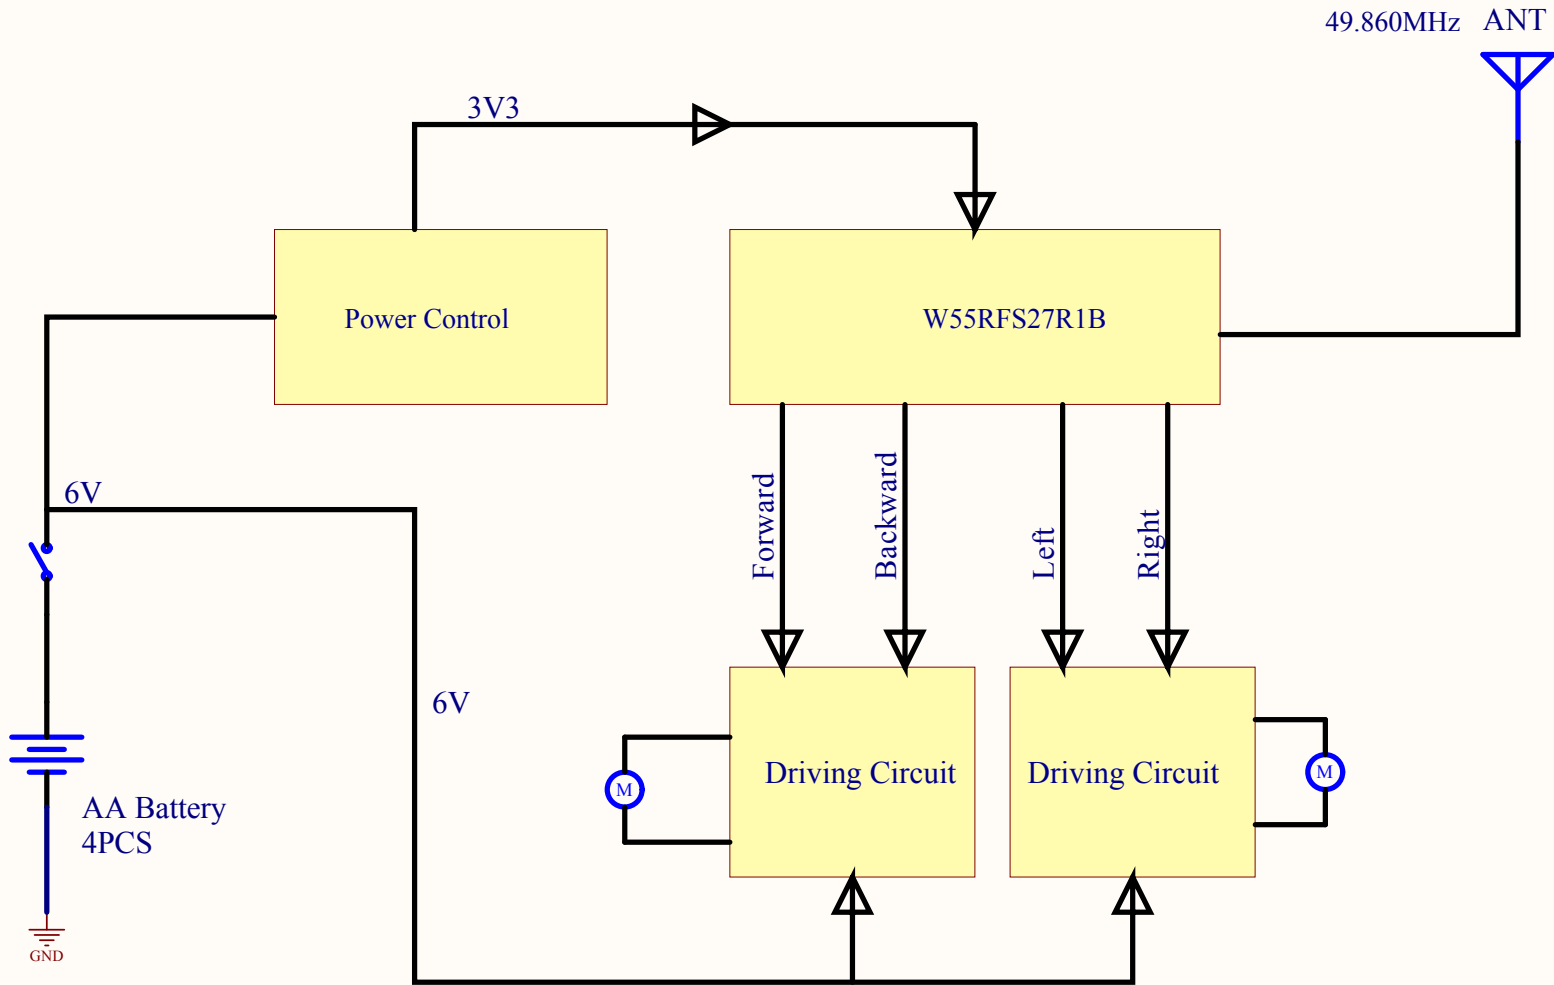 49.860MHz ANT
3V3
Power Control
W55RFS27R1B
6V
Forward
Backward
Left
Right
6V
Driving Circuit
Driving Circuit
M
M
AA Battery
4PCS
GND